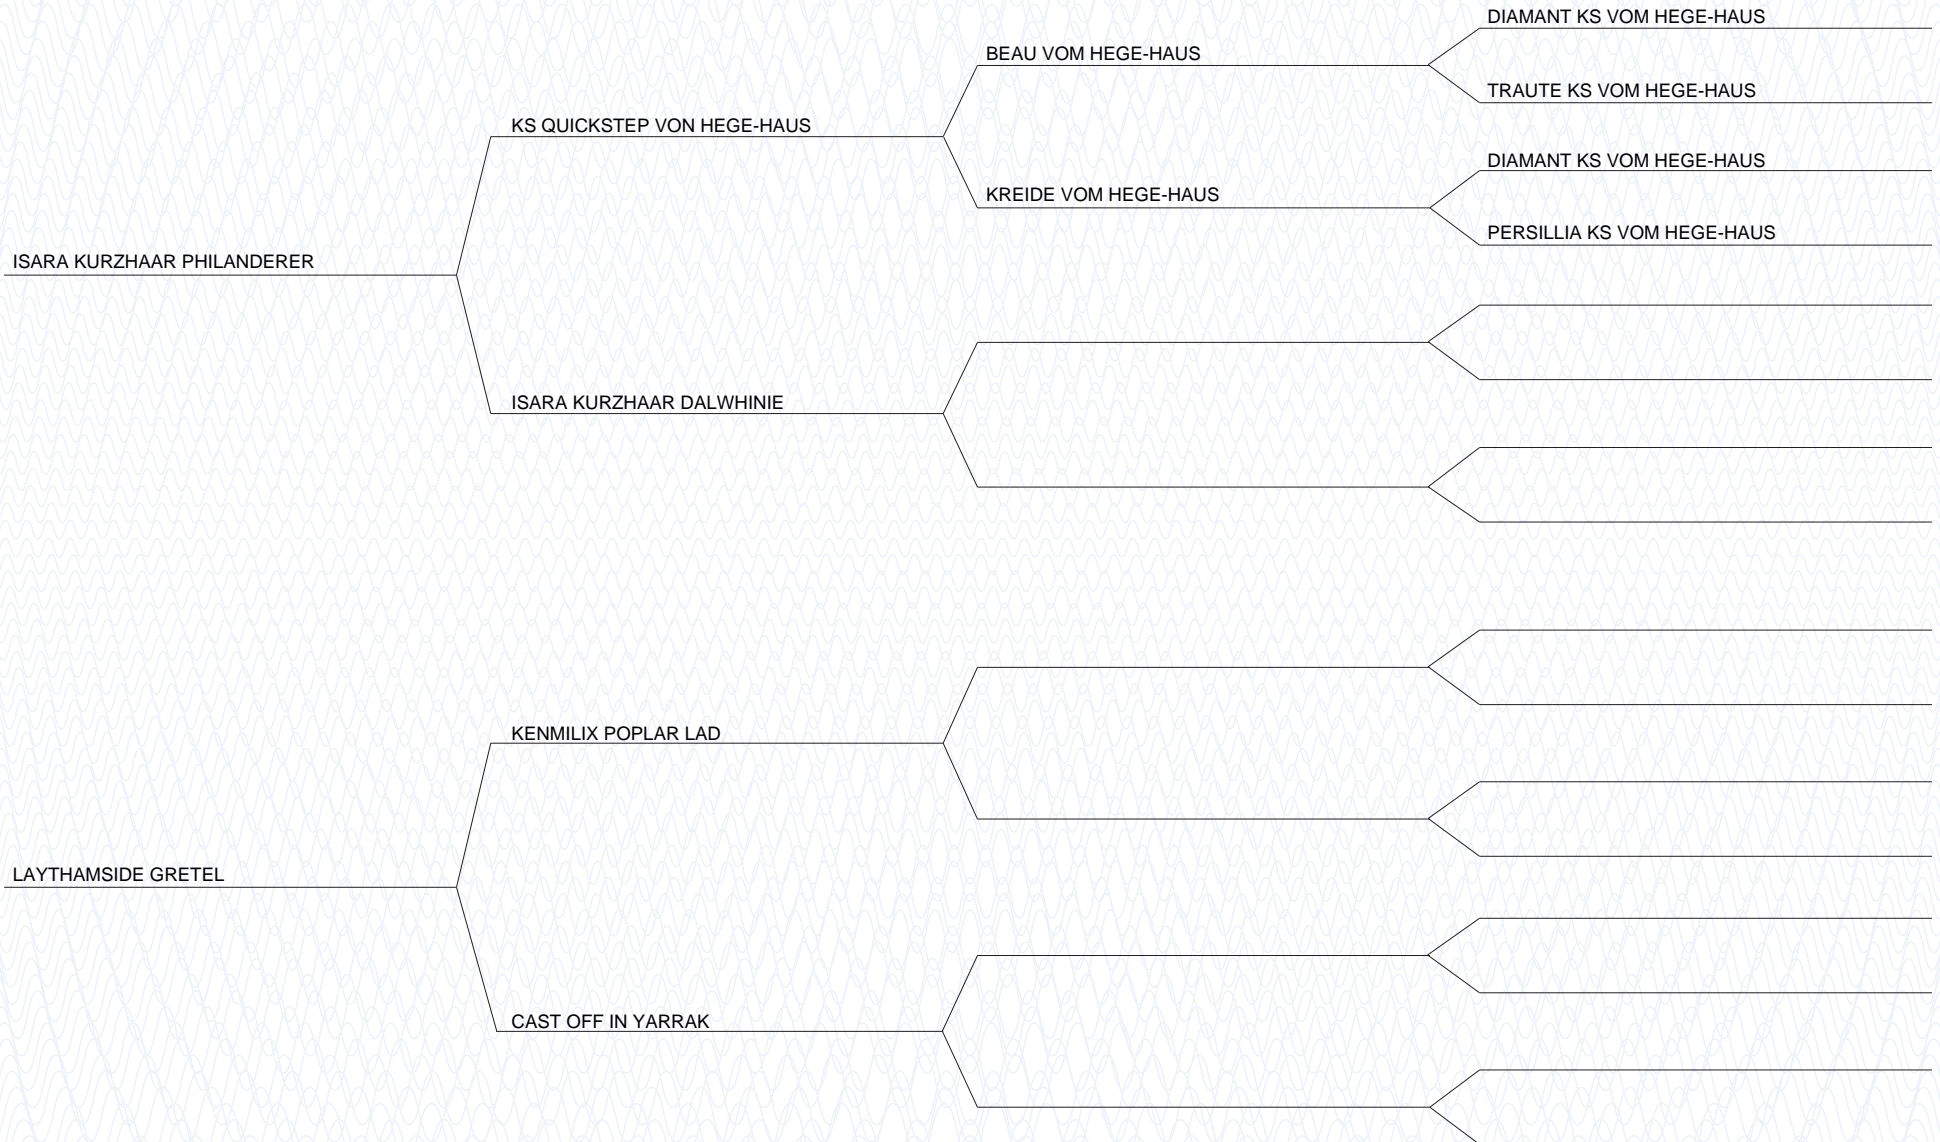 DIAMANT KS VOM HEGE-HAUS
BEAU VOM HEGE-HAUS
TRAUTE KS VOM HEGE-HAUS
KS QUICKSTEP VON HEGE-HAUS
DIAMANT KS VOM HEGE-HAUS
KREIDE VOM HEGE-HAUS
PERSILLIA KS VOM HEGE-HAUS
ISARA KURZHAAR PHILANDERER
ISARA KURZHAAR DALWHINIE
KENMILIX POPLAR LAD
LAYTHAMSIDE GRETEL
CAST OFF IN YARRAK